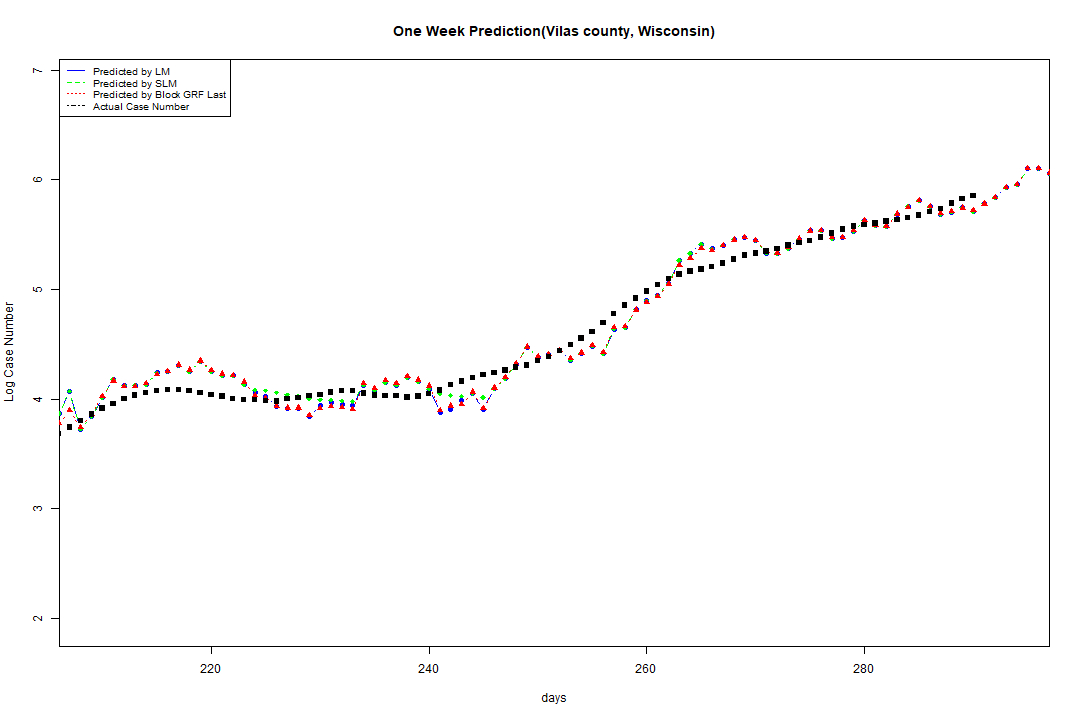 One Week Prediction(Vilas county, Wisconsin)
Predicted by LM
Predicted by SLM
Predicted by Block GRF Last
Actual Case Number
7
6
5
4
3
2
Log Case Number
220
240
260
280
days